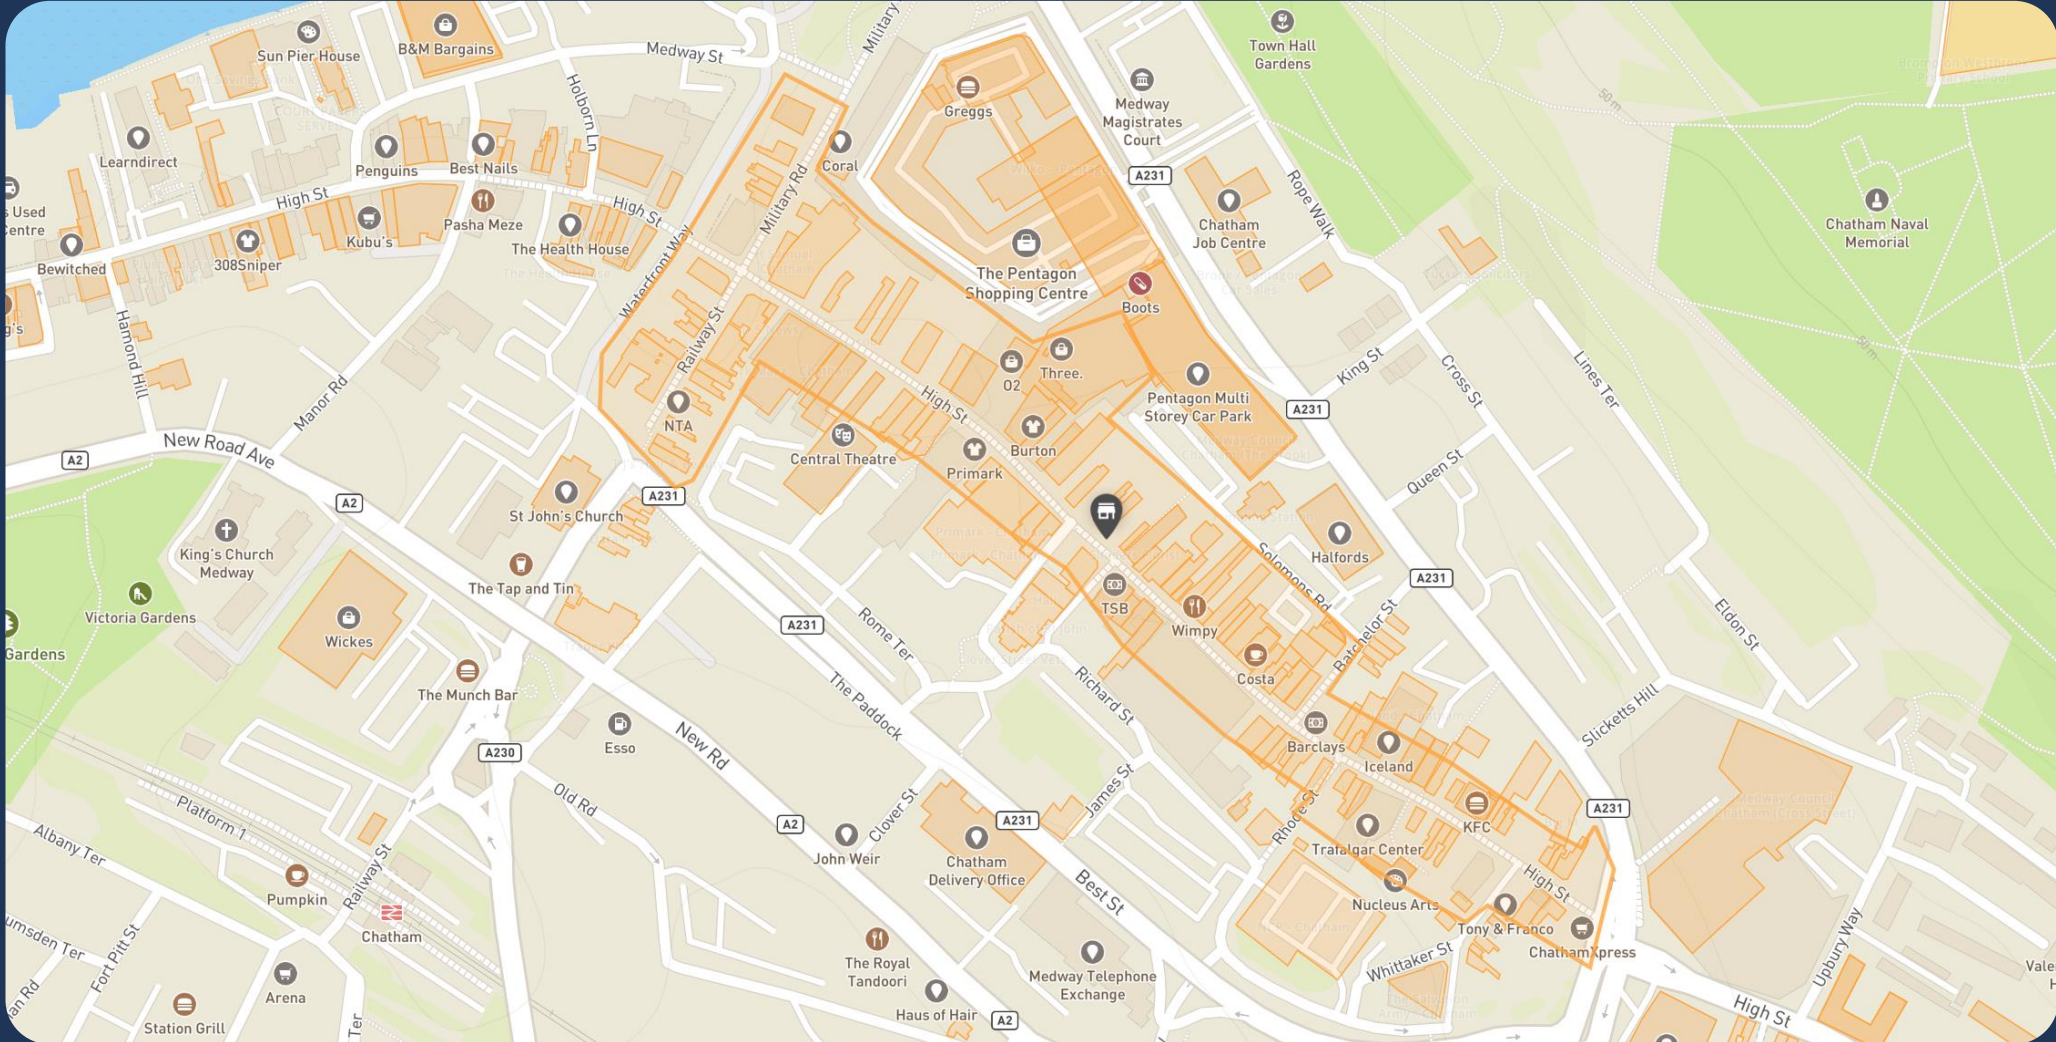 Sun Pier House
B&M Bargains
Medway St
Military
Town Hall
Gardens
Greggs
Medway
Magistrates
Court
Holborn Ln
Learndirect
Penguins
Best Nails
Coral
A231
Rope Walk
s Used
Centre
High St
Kubu's
Pasha Meze
High St
The Health House
Military Rd
Chatham
Job Centre
Chatham Naval
Memorial
Bewitched
308Sniper
Waterfront Way
The Pentagon
Shopping Centre
Boots
g's
Hamond Hill
Manor Rd
Railway St
O2
Three.
King St
Cross St
Lines Ter
NTA
High St
Pentagon Multi
Storey Car Park
A231
Burton
Central Theatre
Primark
A2
New Road Ave
Queen St
A2
A231
St John's Church
King's Church
Medway
Halfords
Solomons Rd
A231
The Tap and Tin
TSB
Wimpy
Batchelor St
Eldon St
Victoria Gardens
Gardens
Wickes
A231
Rome Ter
Costa
The Munch Bar
Richard St
The Paddock
Slicketts Hill
Esso
New Rd
Barclays
Iceland
A230
Old Rd
James St
Platform 1
Clover St
A231
A2
Rhode St
KFC
A231
Albany Ter
John Weir
Chatham
Delivery Office
Trafalgar Center
Railway St
Pumpkin
Best St
Nucleus Arts
High St
Chatham
Tony & Franco
ChathamXpress
umsden Ter
Fort Pitt St
The Royal
Tandoori
Medway Telephone
Exchange
Whittaker St
Upbury Way
Arena
Station Grill
Haus of Hair
A2
High St
Ter